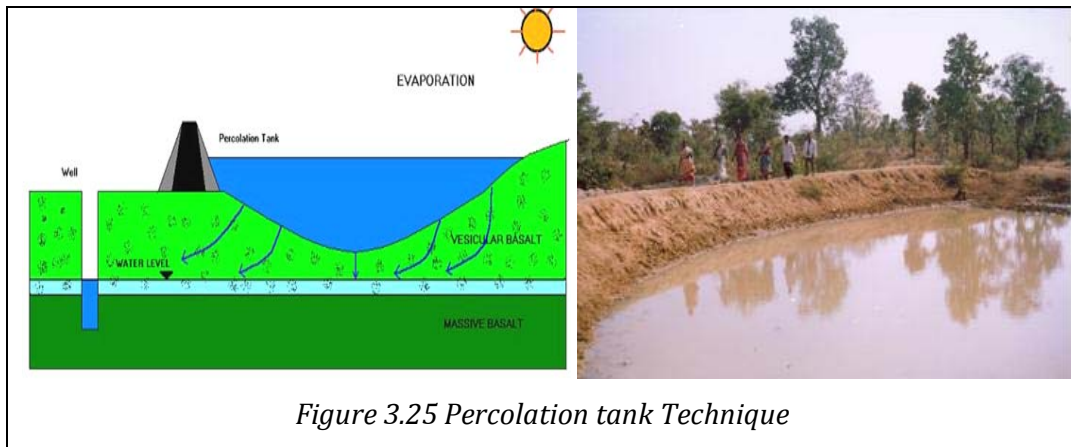 EVAPORATION
Percolation Tank
Well
VESICULAR BASALT
WATER LEVEL
MASSIVE BASALT
Figure 3.25 Percolation tank Technique